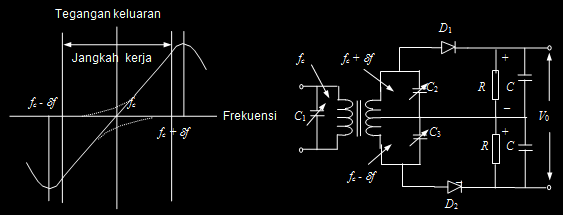 Tegangan keluaran
Jangkah kerja
fc - δf
fc
Frekuensi
fc + δf
D1
fc
fc + δf
C2
R
C
+
C1
–
V0
C3
+
R
C
fc - δf
D2